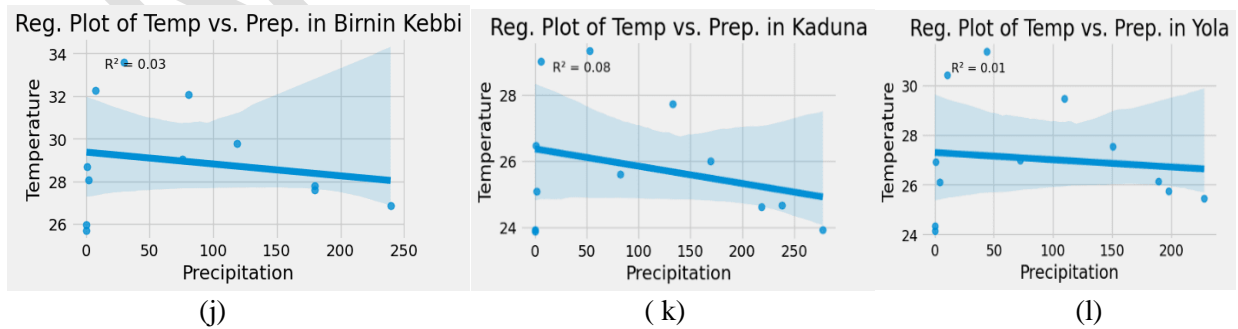 Reg. Plot of Temp vs. Prep. in Birnin Kebbi
34
32
30
28
26
Temperature
R² = 0.03
0 50 100 150 200 250
Precipitation
(j)
Reg. Plot of Temp vs. Prep. in Kaduna
28
26
24
Temperature
R² = 0.08
0 50 100 150 200 250
Precipitation
( k)
Reg. Plot of Temp vs. Prep. in Yola
30
28
26
24
Temperature
R² = 0.01
0 50 100 150 200
Precipitation
(l)